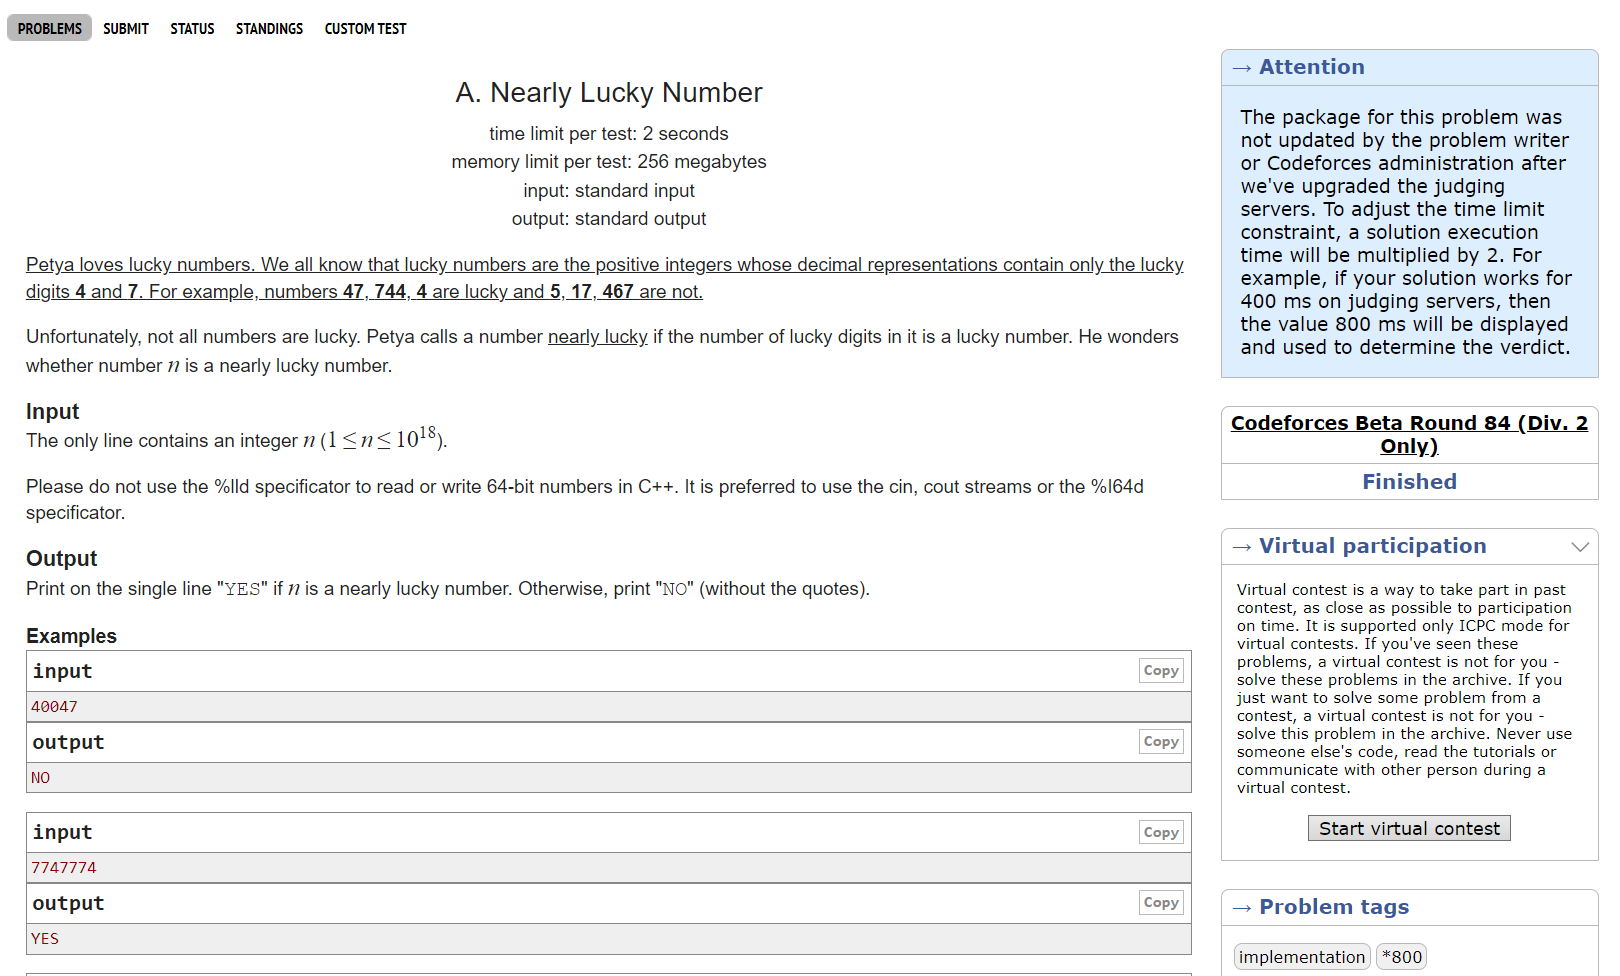 PROBLEMS SUBMIT STATUS STANDINGS CUSTOM TEST
A. Nearly Lucky Number
time limit per test: 2 seconds
memory limit per test: 256 megabytes
input: standard input
output: standard output
Petya loves lucky numbers. We all know that lucky numbers are the positive integers whose decimal representations contain only the lucky
digits 4 and 7. For example, numbers 47, 744, 4 are lucky and 5, 17, 467 are not.
Unfortunately, not all numbers are lucky. Petya calls a number nearly lucky if the number of lucky digits in it is a lucky number. He wonders
whether number n is a nearly lucky number.
Input
The only line contains an integer n (1 ≤ n ≤ 10^18).
Please do not use the %lld specificator to read or write 64-bit numbers in C++. It is preferred to use the cin, cout streams or the %I64d
specificator.
Output
Print on the single line "YES" if n is a nearly lucky number. Otherwise, print "NO" (without the quotes).
Examples
input
Copy
40047
output
Copy
NO
input
Copy
7747774
output
Copy
YES
→ Attention
The package for this problem was
not updated by the problem writer
or Codeforces administration after
we've upgraded the judging
servers. To adjust the time limit
constraint, a solution execution
time will be multiplied by 2. For
example, if your solution works for
400 ms on judging servers, then
the value 800 ms will be displayed
and used to determine the verdict.
Codeforces Beta Round 84 (Div. 2
Only)
Finished
→ Virtual participation
Virtual contest is a way to take part in past
contest, as close as possible to participation
on time. It is supported only ICPC mode for
virtual contests. If you've seen these
problems, a virtual contest is not for you -
solve these problems in the archive. If you
just want to solve some problem from a
contest, a virtual contest is not for you -
solve this problem in the archive. Never use
someone else's code, read the tutorials or
communicate with other person during a
virtual contest.
Start virtual contest
→ Problem tags
implementation *800